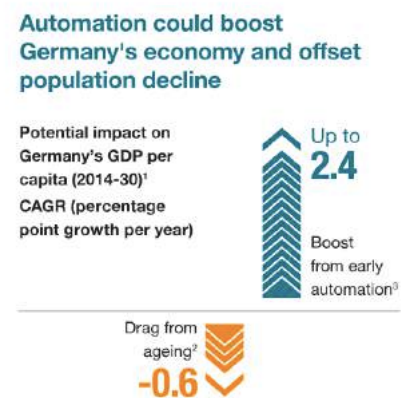 Automation could boost
Germany's economy and offset
population decline
Potential impact on
Germany's GDP per
capita (2014-30)¹
CAGR (percentage
point growth per year)
Up to
2.4
Boost
from early
automation³
Drag from
ageing²
-0.6